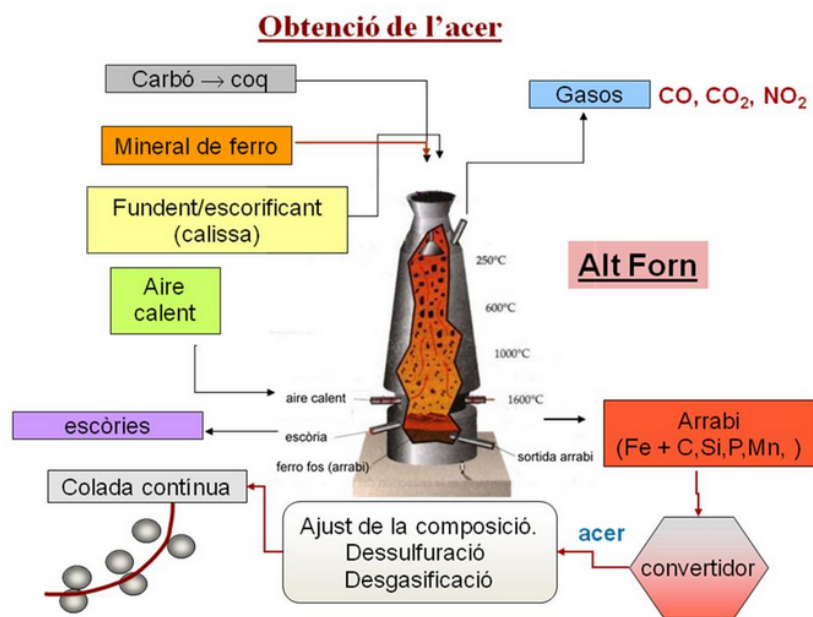 Obtenció de l'acer
Carbó → coq
Gasos
CO, CO₂, NO₂
Mineral de ferro
Fundent/escorificant
(calissa)
Alt Forn
250°C
Aire
calent
600°C
1000°C
1600°C
aire calent
escòries
escòria
ferro fos (arrabi)
sortida arrabi
Arrabi
(Fe + C,Si,P,Mn, )
Colada contínua
Ajust de la composició.
Dessulfuració
Desgasificació
acer
convertidor